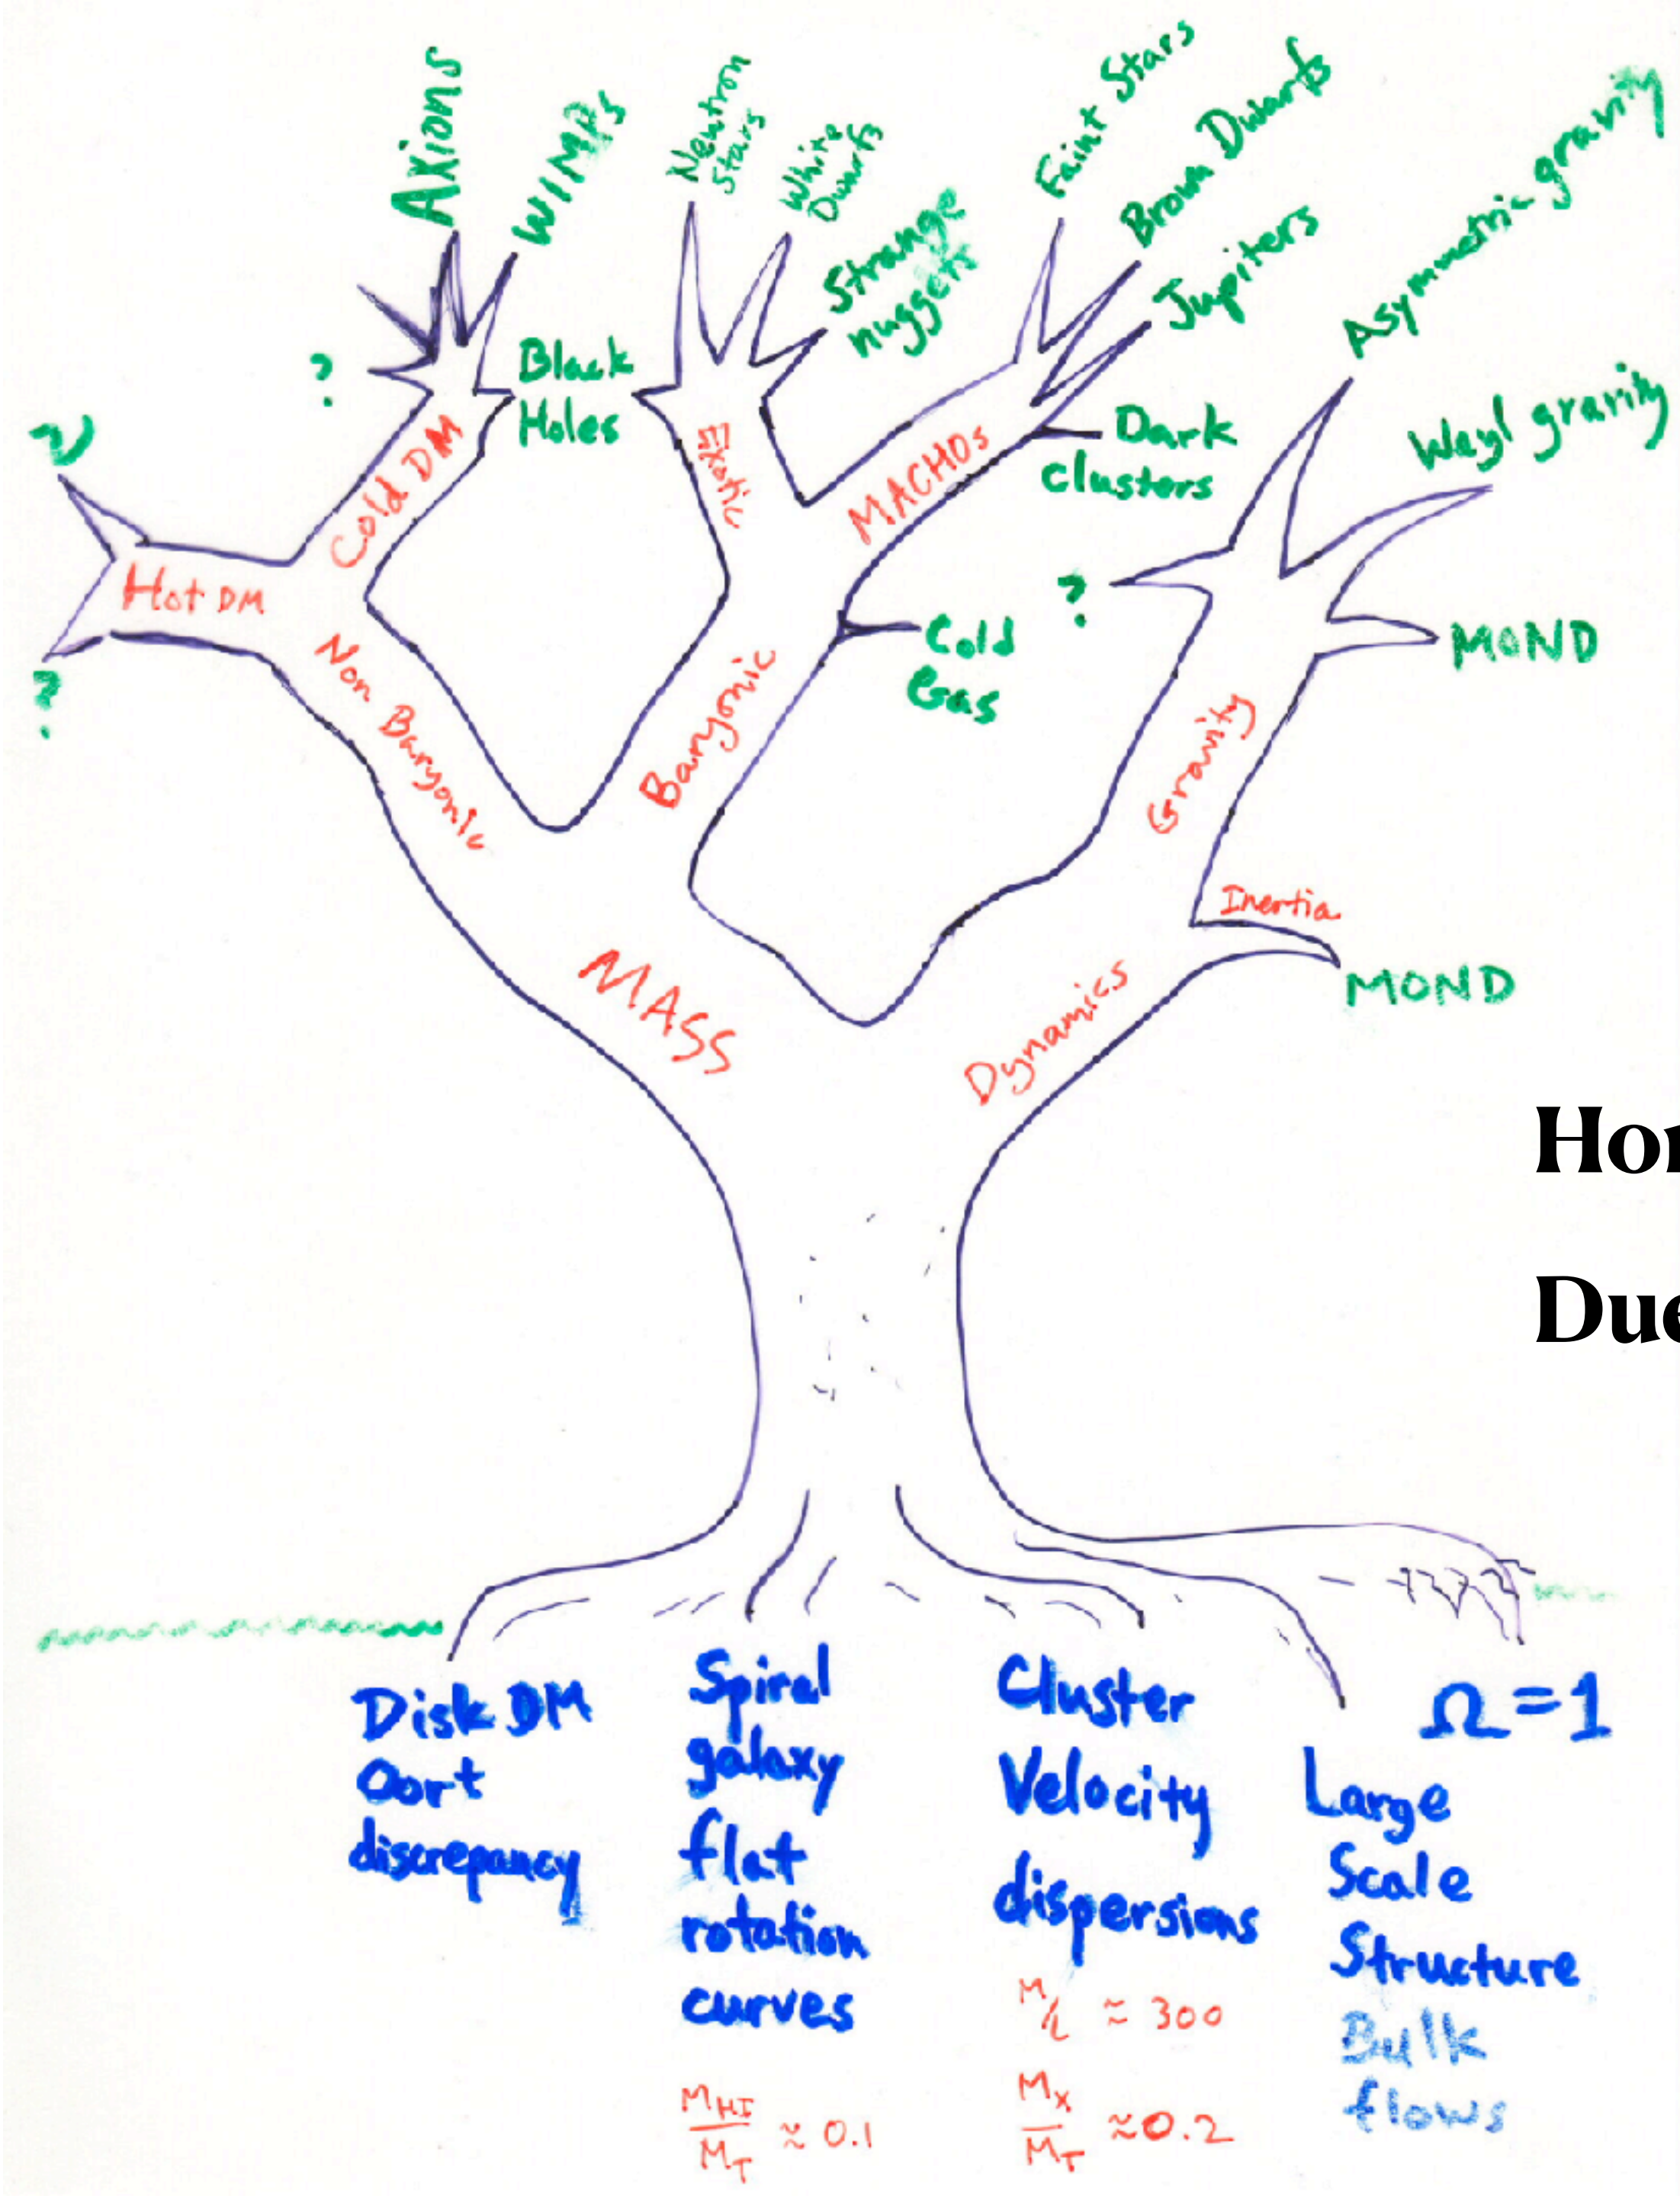 Axions
WIMPs
Neutron
Stars
White
Dwarfs
Strange
nuggets
Faint Stars
Brown Dwarfs
Jupiters
Asymmetric gravity
Weyl gravity
?
Black
Holes
ν
Cold DM
Exotic
MACHOs
Dark
clusters
Hot DM
?
?
Cold
Gas
MOND
Non Baryonic
Baryonic
Gravity
Inertia
MOND
MASS
Dynamics
Hor
Due
Disk DM
Oort
discrepancy
Spiral
galaxy
flat
rotation
curves
M_HI/M_T ≈ 0.1
Cluster
Velocity
dispersions
M/L ≈ 300
M_X/M_T ≈ 0.2
Ω = 1
Large
Scale
Structure
Bulk
flows